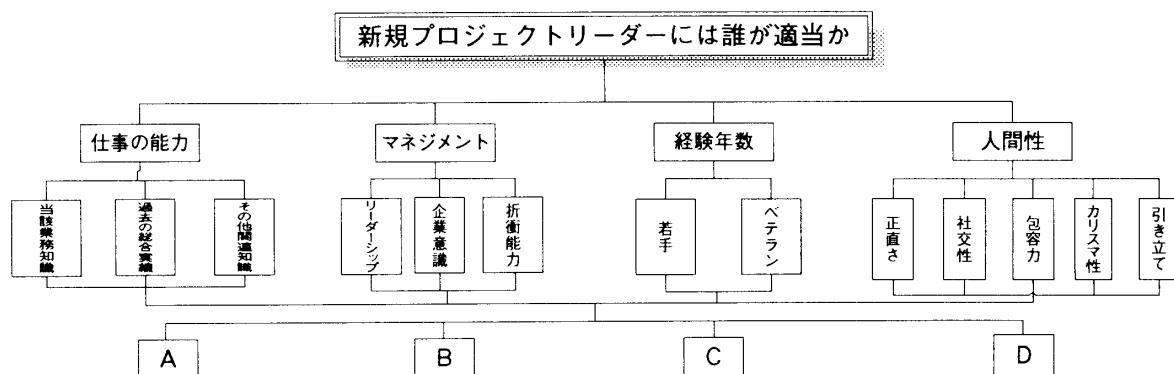 新規プロジェクトリーダーには誰が適当か
仕事の能力
マネジメント
経験年数
人間性
当該業務知識
過去の総合実績
その他関連知識
リーダーシップ
企業意識
折衝能力
若手
ベテラン
正直さ
社交性
包容力
カリスマ性
引き立て
A
B
C
D